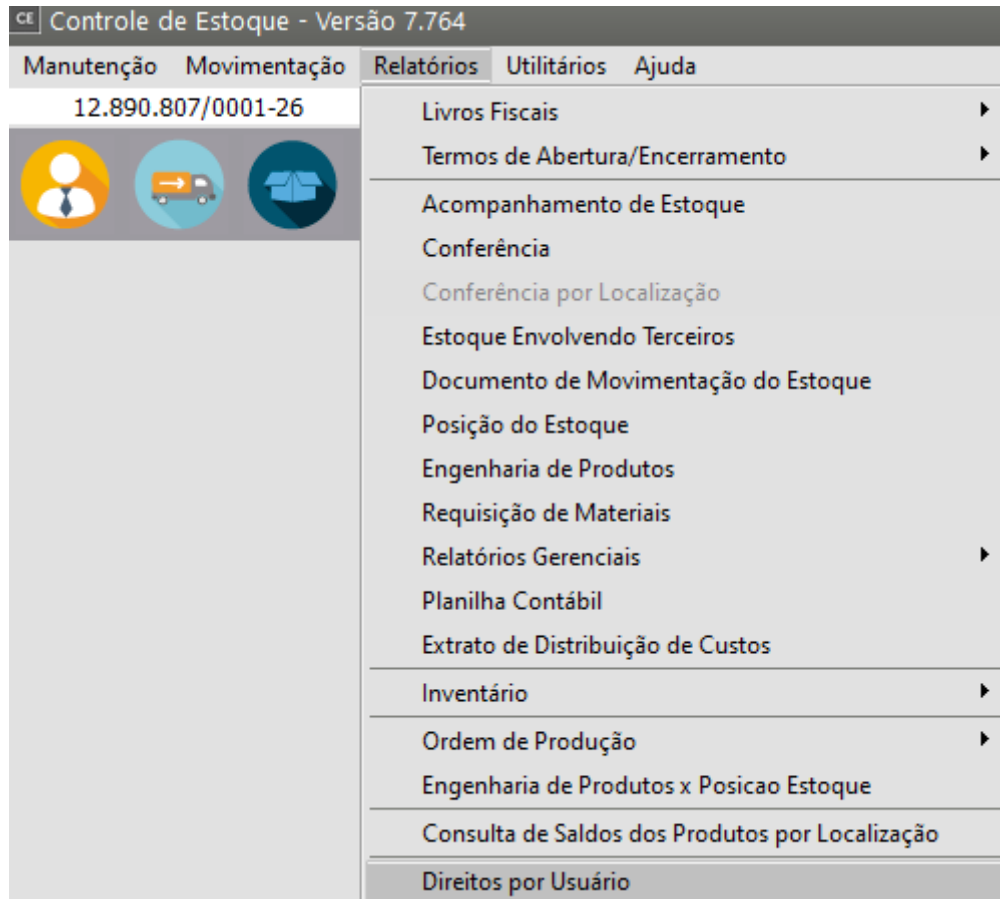 CE Controle de Estoque - Versão 7.764
Manutenção Movimentação Relatórios Utilitários Ajuda
12.890.807/0001-26
Livros Fiscais
Termos de Abertura/Encerramento
Acompanhamento de Estoque
Conferência
Conferência por Localização
Estoque Envolvendo Terceiros
Documento de Movimentação do Estoque
Posição do Estoque
Engenharia de Produtos
Requisição de Materiais
Relatórios Gerenciais
Planilha Contábil
Extrato de Distribuição de Custos
Inventário
Ordem de Produção
Engenharia de Produtos x Posicao Estoque
Consulta de Saldos dos Produtos por Localização
Direitos por Usuário